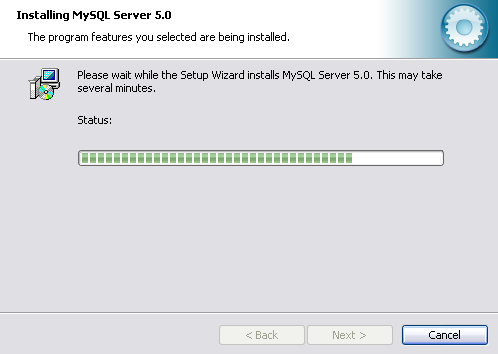 Installing MySQL Server 5.0
The program features you selected are being installed.
Please wait while the Setup Wizard installs MySQL Server 5.0. This may take
several minutes.
Status:
< Back
Next >
Cancel